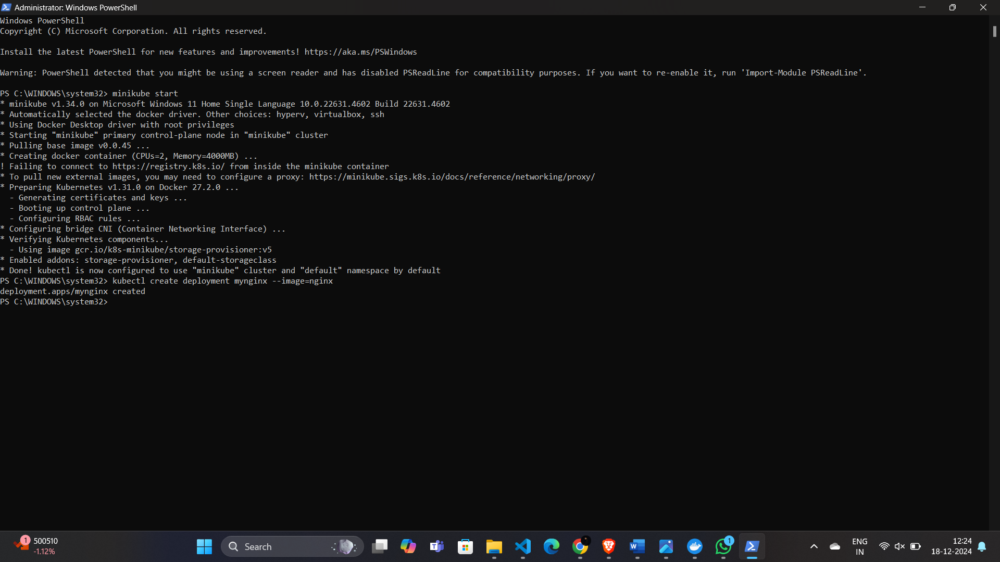 Administrator: Windows PowerShell
Windows PowerShell
Copyright (C) Microsoft Corporation. All rights reserved.
Install the latest PowerShell for new features and improvements! https://aka.ms/PSWindows
Warning: PowerShell detected that you might be using a screen reader and has disabled PSReadLine for compatibility purposes. If you want to re-enable it, run 'Import-Module PSReadLine'.
PS C:\WINDOWS\system32> minikube start
* minikube v1.34.0 on Microsoft Windows 11 Home Single Language 10.0.22631.4602 Build 22631.4602
* Automatically selected the docker driver. Other choices: hyperv, virtualbox, ssh
* Using Docker Desktop driver with root privileges
* Starting "minikube" primary control-plane node in "minikube" cluster
* Pulling base image v0.0.45 ...
* Creating docker container (CPUs=2, Memory=4000MB) ...
! Failing to connect to https://registry.k8s.io/ from inside the minikube container
* To pull new external images, you may need to configure a proxy: https://minikube.sigs.k8s.io/docs/reference/networking/proxy/
* Preparing Kubernetes v1.31.0 on Docker 27.2.0 ...
  - Generating certificates and keys ...
  - Booting up control plane ...
  - Configuring RBAC rules ...
* Configuring bridge CNI (Container Networking Interface) ...
* Verifying Kubernetes components...
  - Using image gcr.io/k8s-minikube/storage-provisioner:v5
* Enabled addons: storage-provisioner, default-storageclass
* Done! kubectl is now configured to use "minikube" cluster and "default" namespace by default
PS C:\WINDOWS\system32> kubectl create deployment mynginx --image=nginx
deployment.apps/mynginx created
PS C:\WINDOWS\system32>
1
500510
-1.12%
Search
1
ENG
IN
12:24
18-12-2024